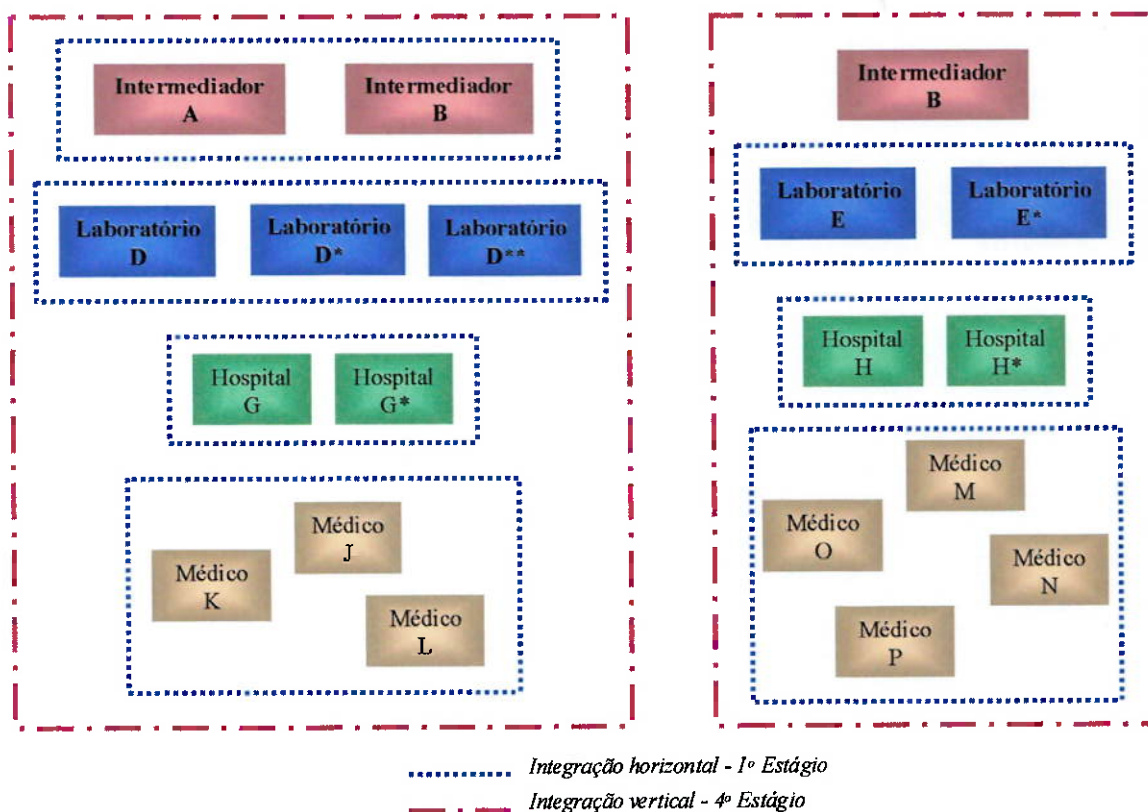 Intermediador
A
Intermediador
B
Laboratório
D
Laboratório
D*
Laboratório
D**
Hospital
G
Hospital
G*
Médico
J
Médico
K
Médico
L
Intermediador
B
Laboratório
E
Laboratório
E*
Hospital
H
Hospital
H*
Médico
M
Médico
O
Médico
N
Médico
P
Integração horizontal - 1º Estágio
Integração vertical - 4º Estágio